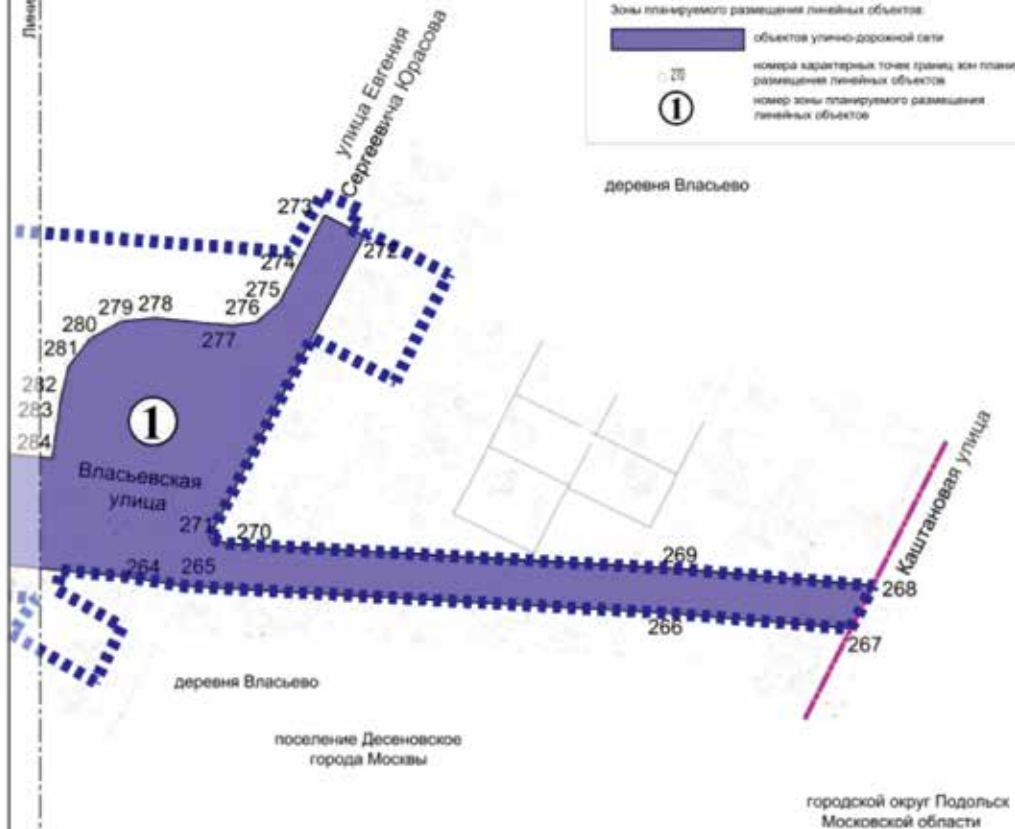 Зоны планируемого размещения линейных объектов:
объектов улично-дорожной сети
270
номера характерных точек границ зон
размещения линейных объектов
1
номер зоны планируемого размещения
линейных объектов
улица Евгения
Сергеевича Юрасова
деревня Власьево
273
272
274
275
276
277
278
279
280
281
282
283
284
1
Власьевская
улица
271
270
269
268
Каштановая улица
264
265
266
267
деревня Власьево
поселение Десеновское
города Москвы
городской округ Подольск
Московской области